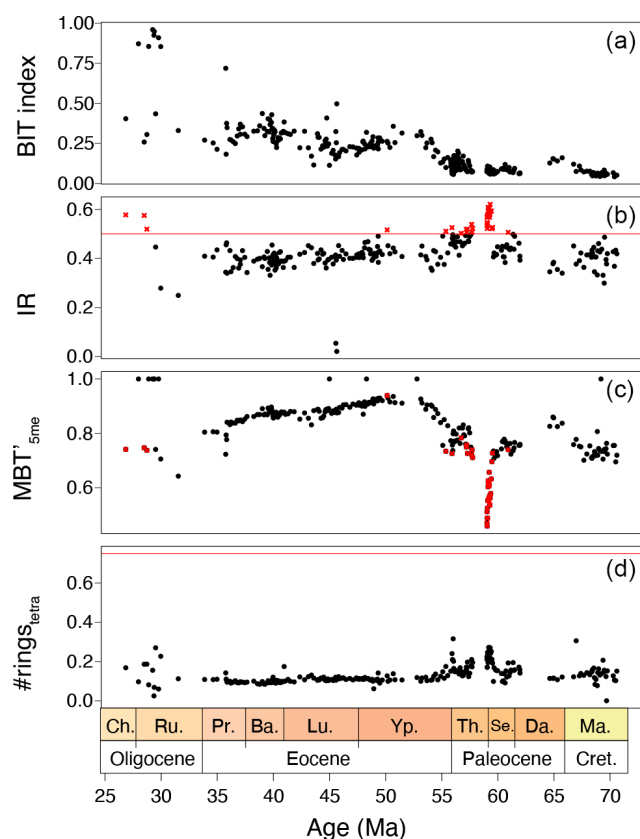 (a)
BIT index
1.00
0.75
0.50
0.25
0.00
(b)
IR
0.6
0.4
0.2
0.0
(c)
MBT'5me
1.0
0.8
0.6
(d)
#ringstetra
0.6
0.4
0.2
0.0
Ch. Ru. Pr. Ba. Lu. Yp. Th. Se. Da. Ma.
Oligocene Eocene Paleocene Cret.
25 30 35 40 45 50 55 60 65 70
Age (Ma)